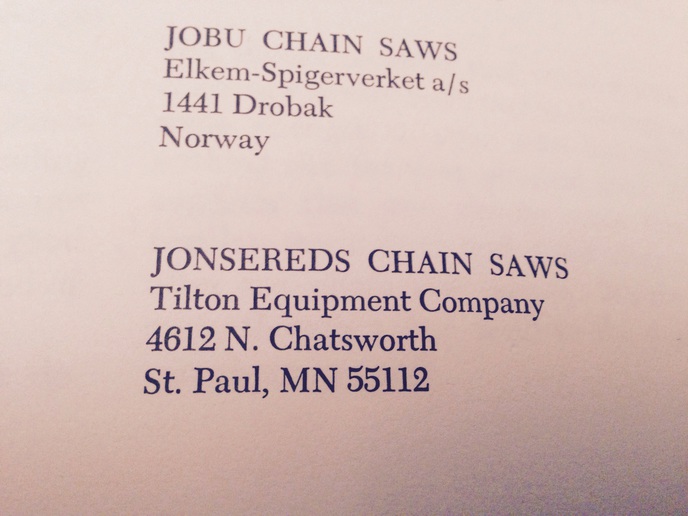 JOBU CHAIN SAWS
Elkem-Spigerverket a/s
1441 Drobak
Norway
JONSEREDS CHAIN SAWS
Tilton Equipment Company
4612 N. Chatsworth
St. Paul, MN 55112